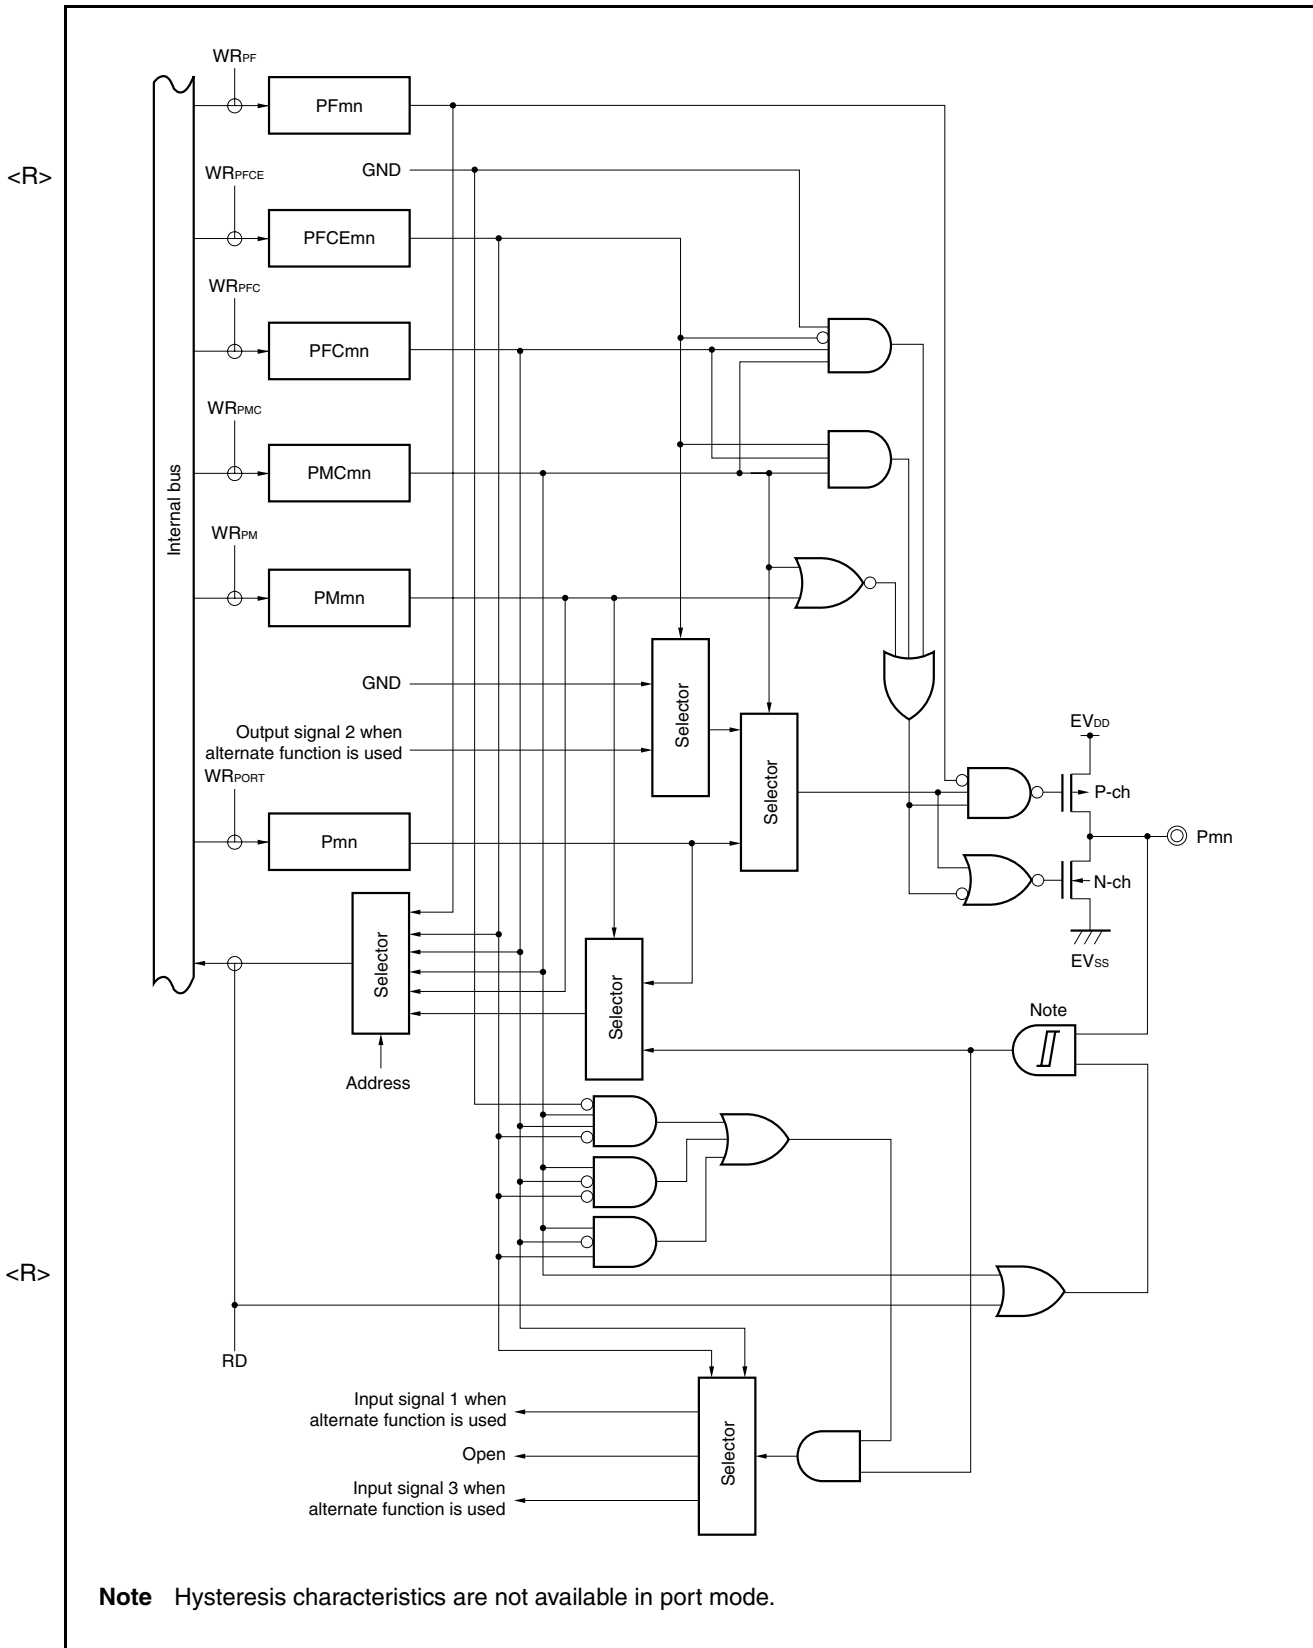 WRPF
PFmn
<R>
GND
WRPFCE
PFCEmn
WRPFC
PFCmn
WRPMC
PMCmn
Internal bus
WRPM
PMmn
GND
Selector
Output signal 2 when
alternate function is used
EVDD
WRPORT
Selector
P-ch
Pmn
Pmn
N-ch
EVSS
Selector
Selector
Note
Address
<R>
RD
Input signal 1 when
alternate function is used
Open
Selector
Input signal 3 when
alternate function is used
Note Hysteresis characteristics are not available in port mode.